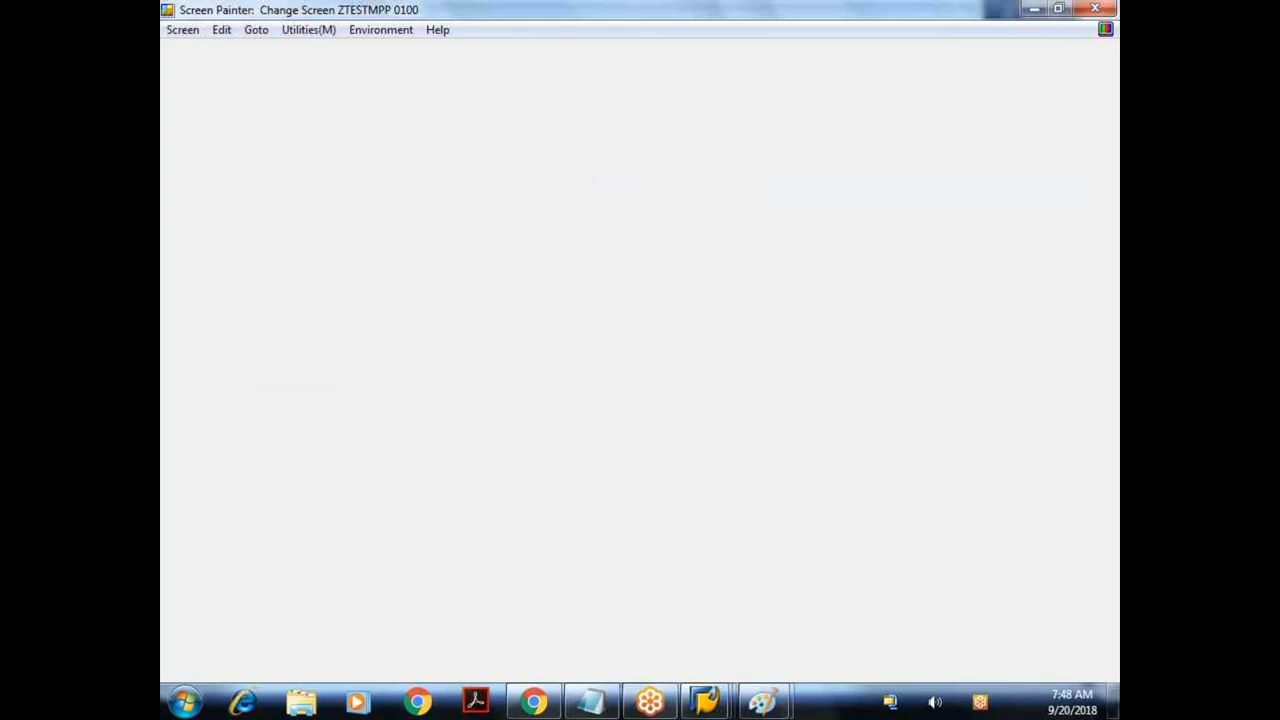 Screen Painter: Change Screen ZTESTMPP 0100
Screen Edit Goto Utilities(M) Environment Help
7:48 AM
9/20/2018